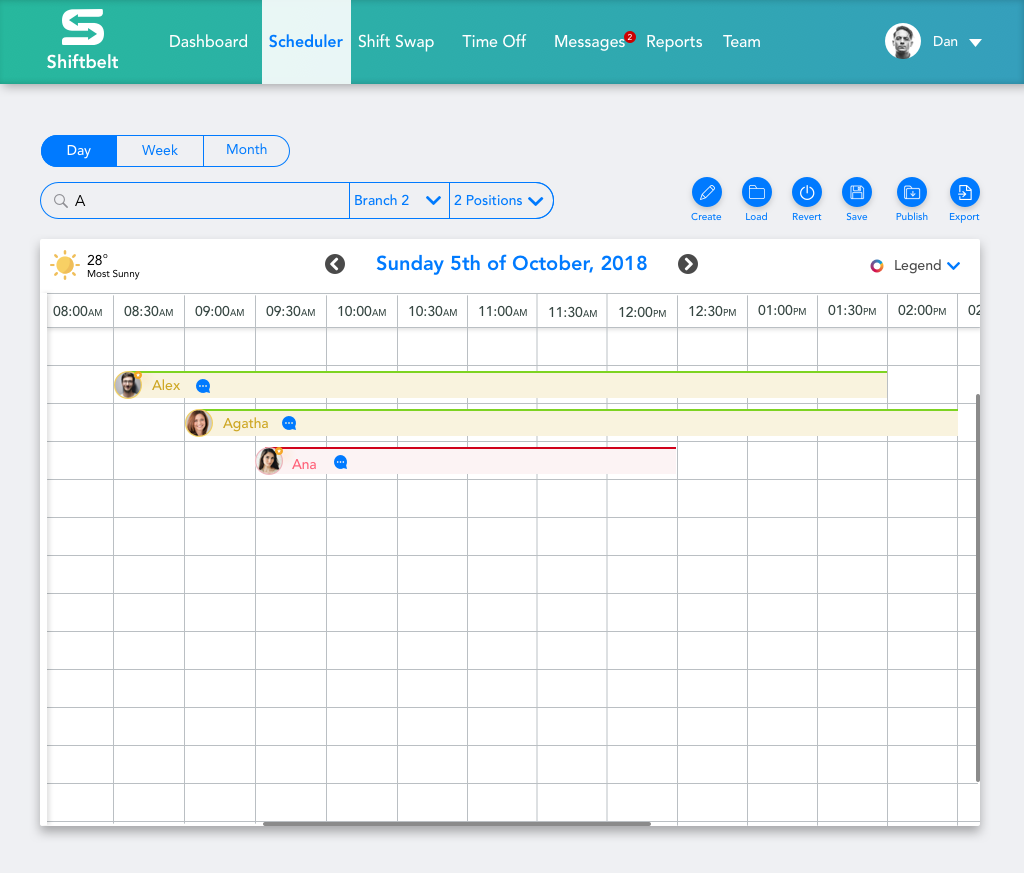 Shiftbelt
Dashboard Scheduler Shift Swap Time Off Messages 2 Reports Team Dan
Day Week Month
A Branch 2 2 Positions
Create Load Revert Save Publish Export
28°
Most Sunny
Sunday 5th of October, 2018
Legend
08:00AM 08:30AM 09:00AM 09:30AM 10:00AM 10:30AM 11:00AM 11:30AM 12:00PM 12:30PM 01:00PM 01:30PM 02:00PM 02
Alex
Agatha
Ana